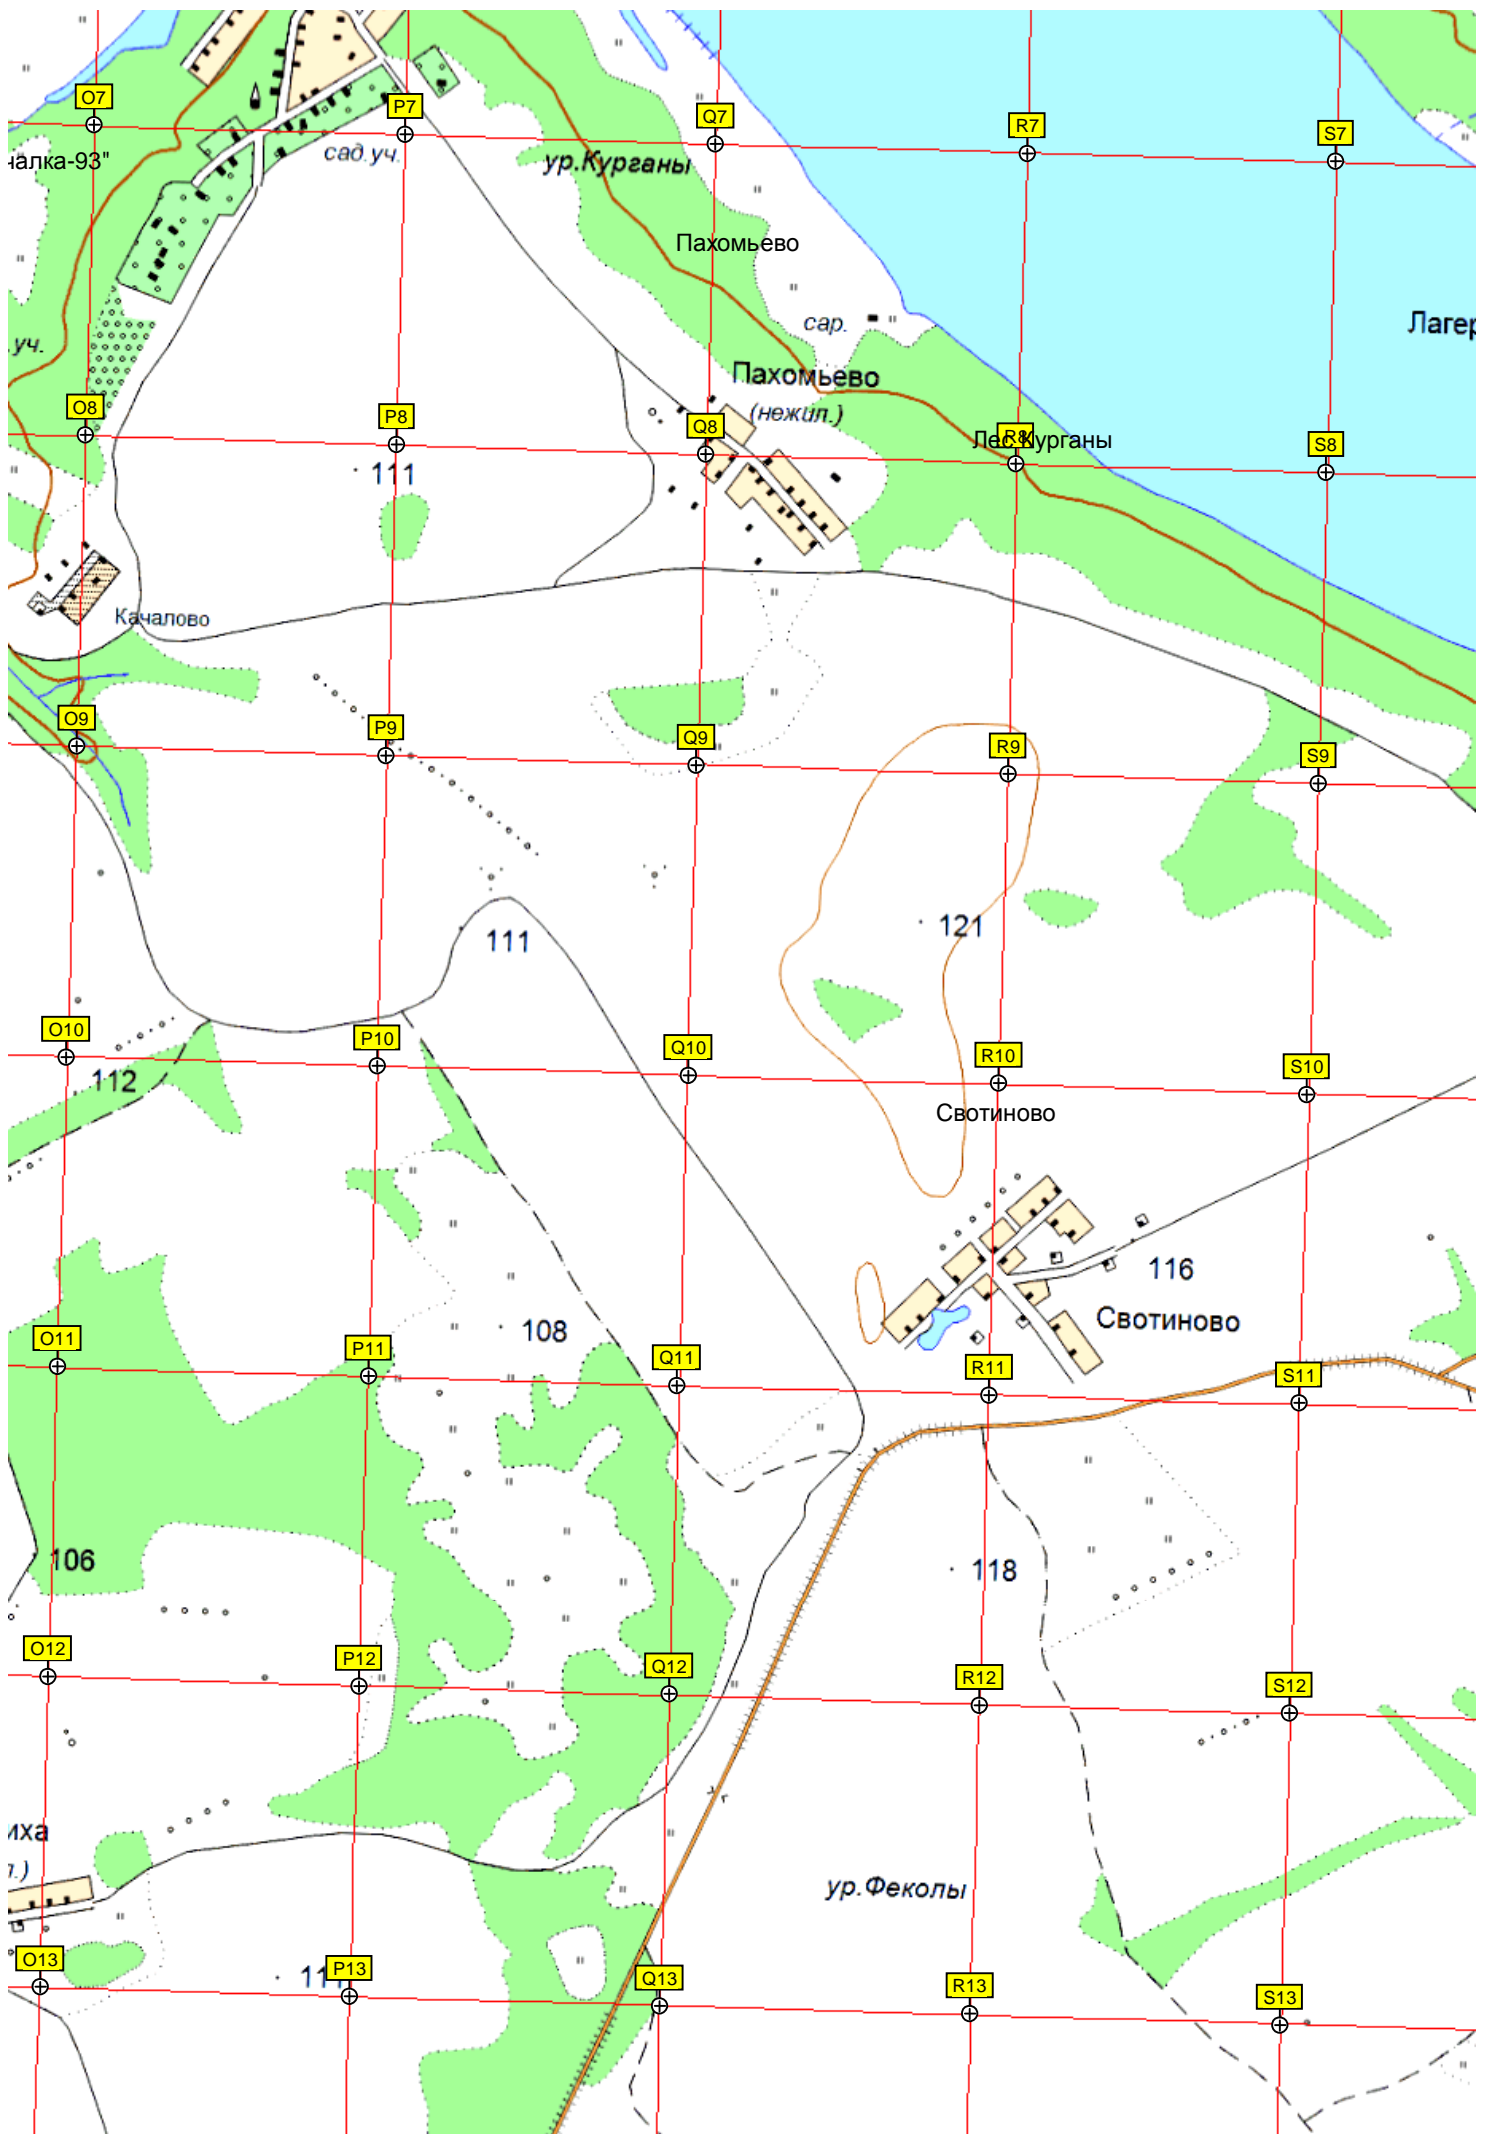 O7
P7
Q7
R7
S7
налка-93"
сад.уч.
ур.Курганы
Пахомьево
сар.
Лагер
.уч.
Пахомьево
(нежил.)
O8
P8
Q8
R8
Лес Курганы
S8
111
Качалово
O9
P9
Q9
R9
S9
121
111
O10
P10
Q10
R10
S10
112
Свотиново
116
Свотиново
108
O11
P11
Q11
R11
S11
106
118
O12
P12
Q12
R12
S12
иха
л.)
ур.Феколы
O13
111
P13
Q13
R13
S13